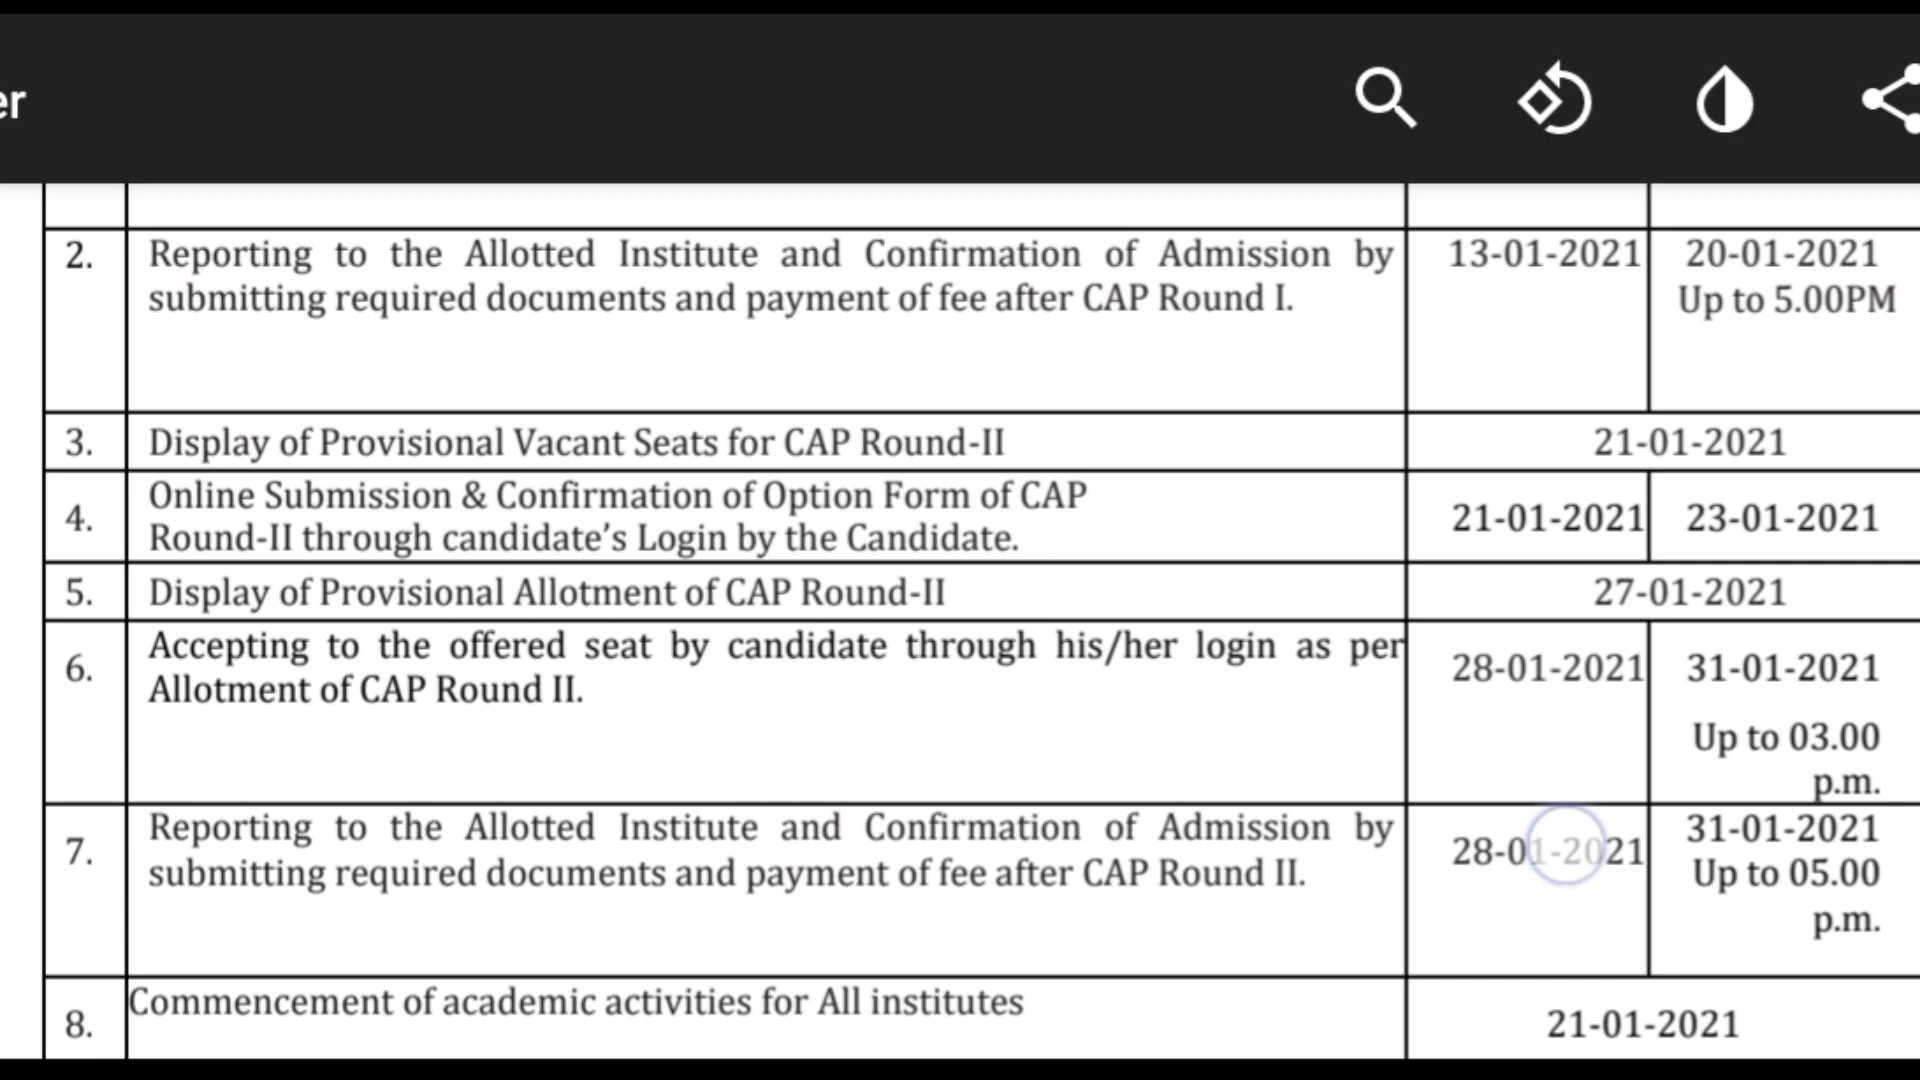 er
2. Reporting to the Allotted Institute and Confirmation of Admission by 13-01-2021 20-01-2021
submitting required documents and payment of fee after CAP Round I. Up to 5.00PM
3. Display of Provisional Vacant Seats for CAP Round-II 21-01-2021
Online Submission & Confirmation of Option Form of CAP
4. 21-01-2021 23-01-2021
Round-II through candidate’s Login by the Candidate.
5. Display of Provisional Allotment of CAP Round-II 27-01-2021
Accepting to the offered seat by candidate through his/her login as per
6. 28-01-2021 31-01-2021
Allotment of CAP Round II.
Up to 03.00
p.m.
Reporting to the Allotted Institute and Confirmation of Admission by 31-01-2021
7. 28-01-2021
submitting required documents and payment of fee after CAP Round II. Up to 05.00
p.m.
Commencement of academic activities for All institutes
8. 21-01-2021